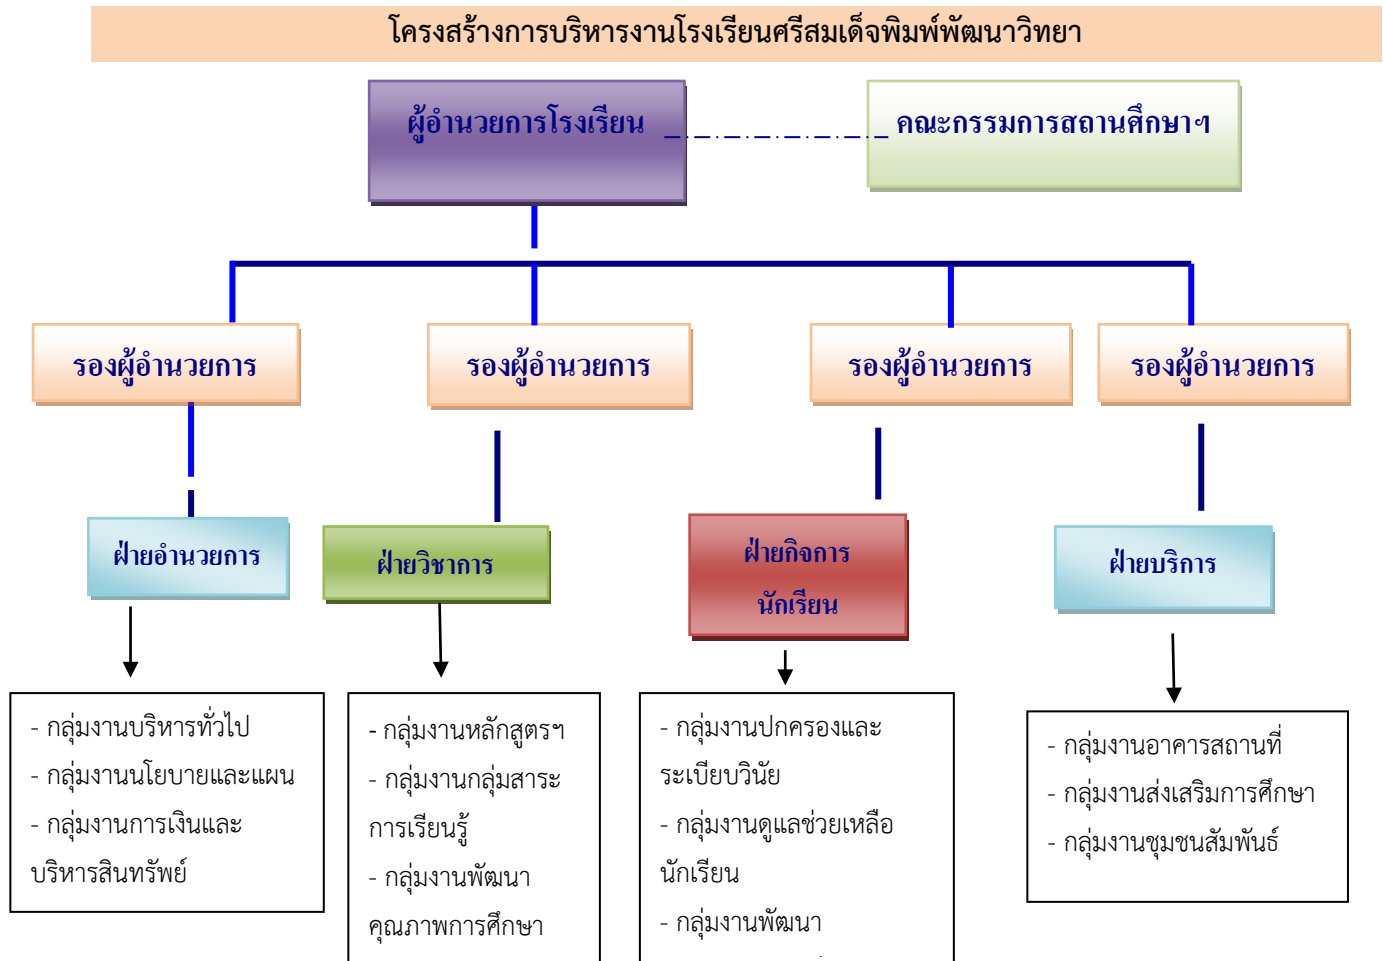 โครงสร้างการบริหารงานโรงเรียนศรีสมเด็จพิมพ์พัฒนาวิทยา
ผู้อำนวยการโรงเรียน
คณะกรรมการสถานศึกษาฯ
รองผู้อำนวยการ
รองผู้อำนวยการ
รองผู้อำนวยการ
รองผู้อำนวยการ
ฝ่ายอำนวยการ
ฝ่ายวิชาการ
ฝ่ายกิจการ
นักเรียน
ฝ่ายบริการ
- กลุ่มงานบริหารทั่วไป
- กลุ่มงานนโยบายและแผน
- กลุ่มงานการเงินและ
บริหารสินทรัพย์
- กลุ่มงานหลักสูตรฯ
- กลุ่มงานกลุ่มสาระ
การเรียนรู้
- กลุ่มงานพัฒนา
คุณภาพการศึกษา
- กลุ่มงานปกครองและ
ระเบียบวินัย
- กลุ่มงานดูแลช่วยเหลือ
นักเรียน
- กลุ่มงานพัฒนา
- กลุ่มงานอาคารสถานที่
- กลุ่มงานส่งเสริมการศึกษา
- กลุ่มงานชุมชนสัมพันธ์